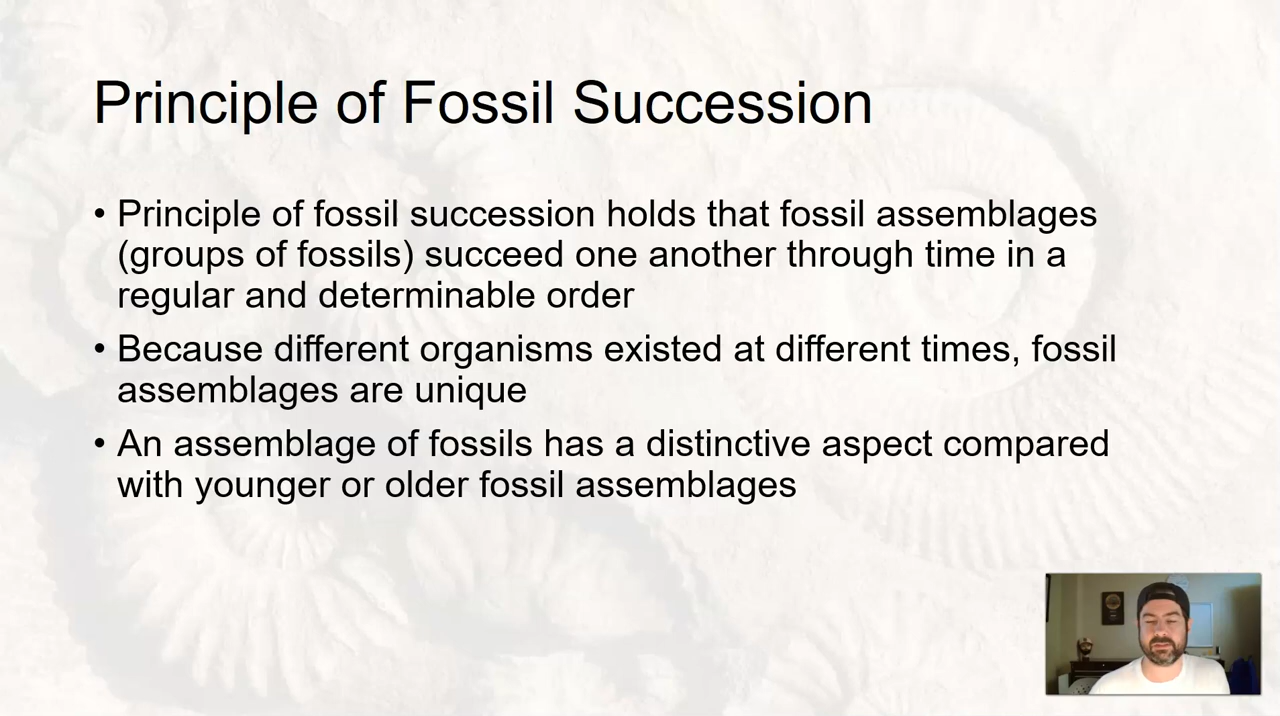 Principle of Fossil Succession
• Principle of fossil succession holds that fossil assemblages
(groups of fossils) succeed one another through time in a
regular and determinable order
• Because different organisms existed at different times, fossil
assemblages are unique
• An assemblage of fossils has a distinctive aspect compared
with younger or older fossil assemblages